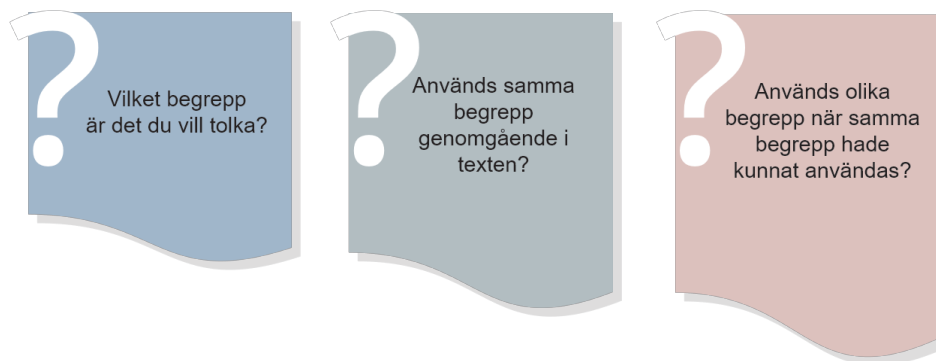 ?
Vilket begrepp
är det du vill tolka?
?
Används samma
begrepp
genomgående i
texten?
?
Används olika
begrepp när samma
begrepp hade
kunnat användas?